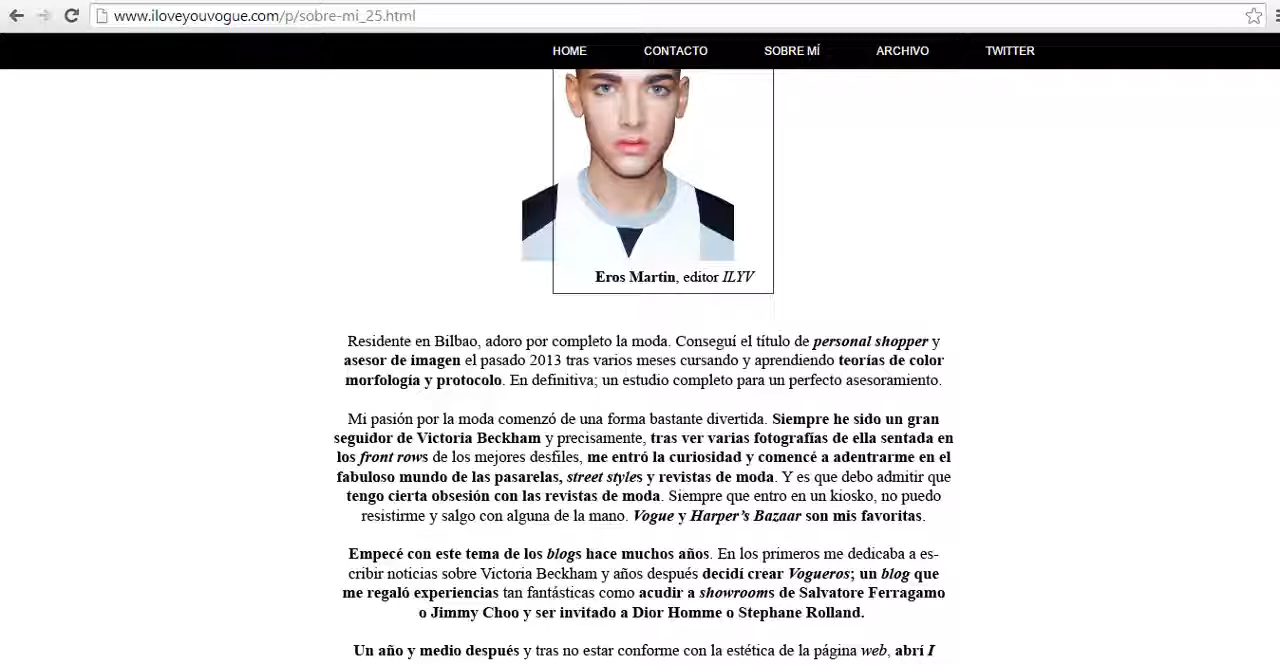 www.iloveyouvogue.com/p/sobre-mi_25.html
HOME CONTACTO SOBRE MÍ ARCHIVO TWITTER
Eros Martin, editor ILYV
Residente en Bilbao, adoro por completo la moda. Conseguí el título de personal shopper y
asesor de imagen el pasado 2013 tras varios meses cursando y aprendiendo teorías de color
morfología y protocolo. En definitiva; un estudio completo para un perfecto asesoramiento.
Mi pasión por la moda comenzó de una forma bastante divertida. Siempre he sido un gran
seguidor de Victoria Beckham y precisamente, tras ver varias fotografías de ella sentada en
los front rows de los mejores desfiles, me entró la curiosidad y comencé a adentrarme en el
fabuloso mundo de las pasarelas, street styles y revistas de moda. Y es que debo admitir que
tengo cierta obsesión con las revistas de moda. Siempre que entro en un kiosko, no puedo
resistirme y salgo con alguna de la mano. Vogue y Harper's Bazaar son mis favoritas.
Empecé con este tema de los blogs hace muchos años. En los primeros me dedicaba a es-
cribir noticias sobre Victoria Beckham y años después decidí crear Vogueros; un blog que
me regaló experiencias tan fantásticas como acudir a showrooms de Salvatore Ferragamo
o Jimmy Choo y ser invitado a Dior Homme o Stephane Rolland.
Un año y medio después y tras no estar conforme con la estética de la página web, abrí I